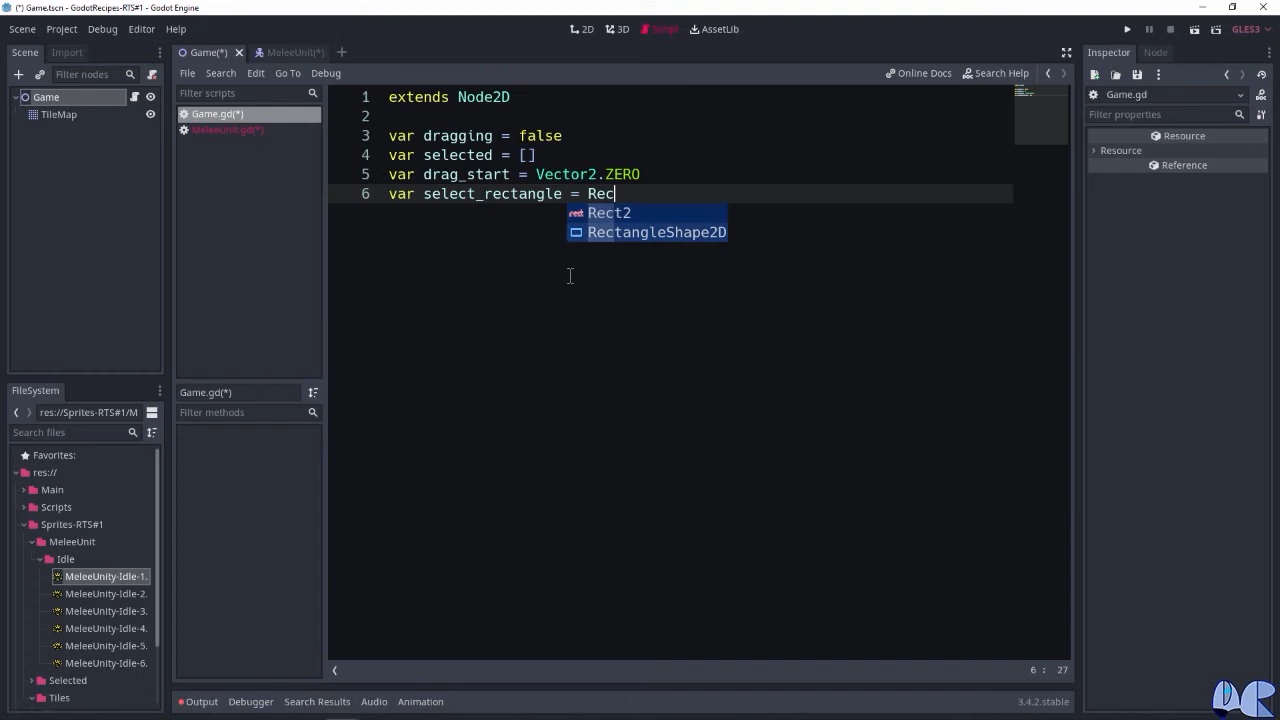 (*) Game.tscn - GodotRecipes-RTS#1 - Godot Engine
Scene Project Debug Editor Help
2D 3D Script AssetLib
GLES3
Scene Import
Game(*) MeleeUnit(*)
Inspector Node
Filter nodes
File Search Edit Go To Debug
Online Docs Search Help
Filter scripts
Game.gd
Game
TileMap
Game.gd(*)
MeleeUnit.gd(*)
Filter properties
Resource
Resource
Reference
1 extends Node2D
2
3 var dragging = false
4 var selected = []
5 var drag_start = Vector2.ZERO
6 var select_rectangle = Rec
Rect2
RectangleShape2D
FileSystem
res://Sprites-RTS#1/M
Search files
Favorites:
res://
Main
Scripts
Sprites-RTS#1
MeleeUnit
Idle
MeleeUnity-Idle-1.
MeleeUnity-Idle-2.
MeleeUnity-Idle-3.
MeleeUnity-Idle-4.
MeleeUnity-Idle-5.
MeleeUnity-Idle-6.
Selected
Tiles
Game.gd(*)
Filter methods
6 : 27
Output Debugger Search Results Audio Animation
3.4.2.stable
DR